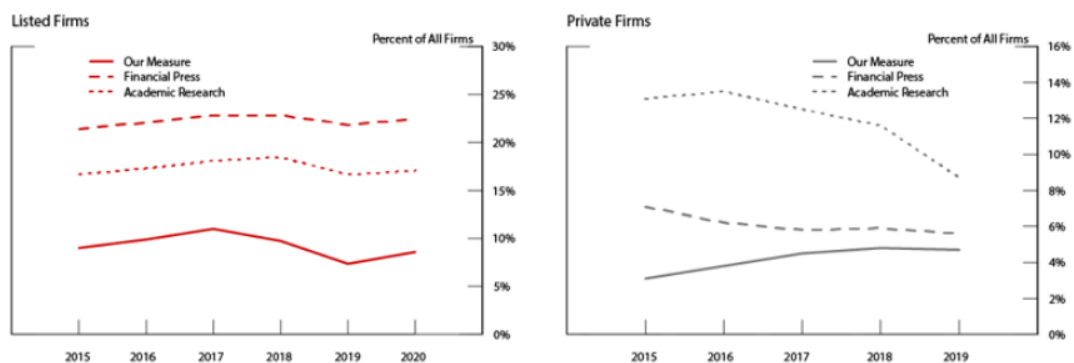 Listed Firms
Percent of All Firms
Our Measure
Financial Press
Academic Research
30%
25%
20%
15%
10%
5%
0%
2015 2016 2017 2018 2019 2020
Private Firms
Percent of All Firms
Our Measure
Financial Press
Academic Research
16%
14%
12%
10%
8%
6%
4%
2%
0%
2015 2016 2017 2018 2019